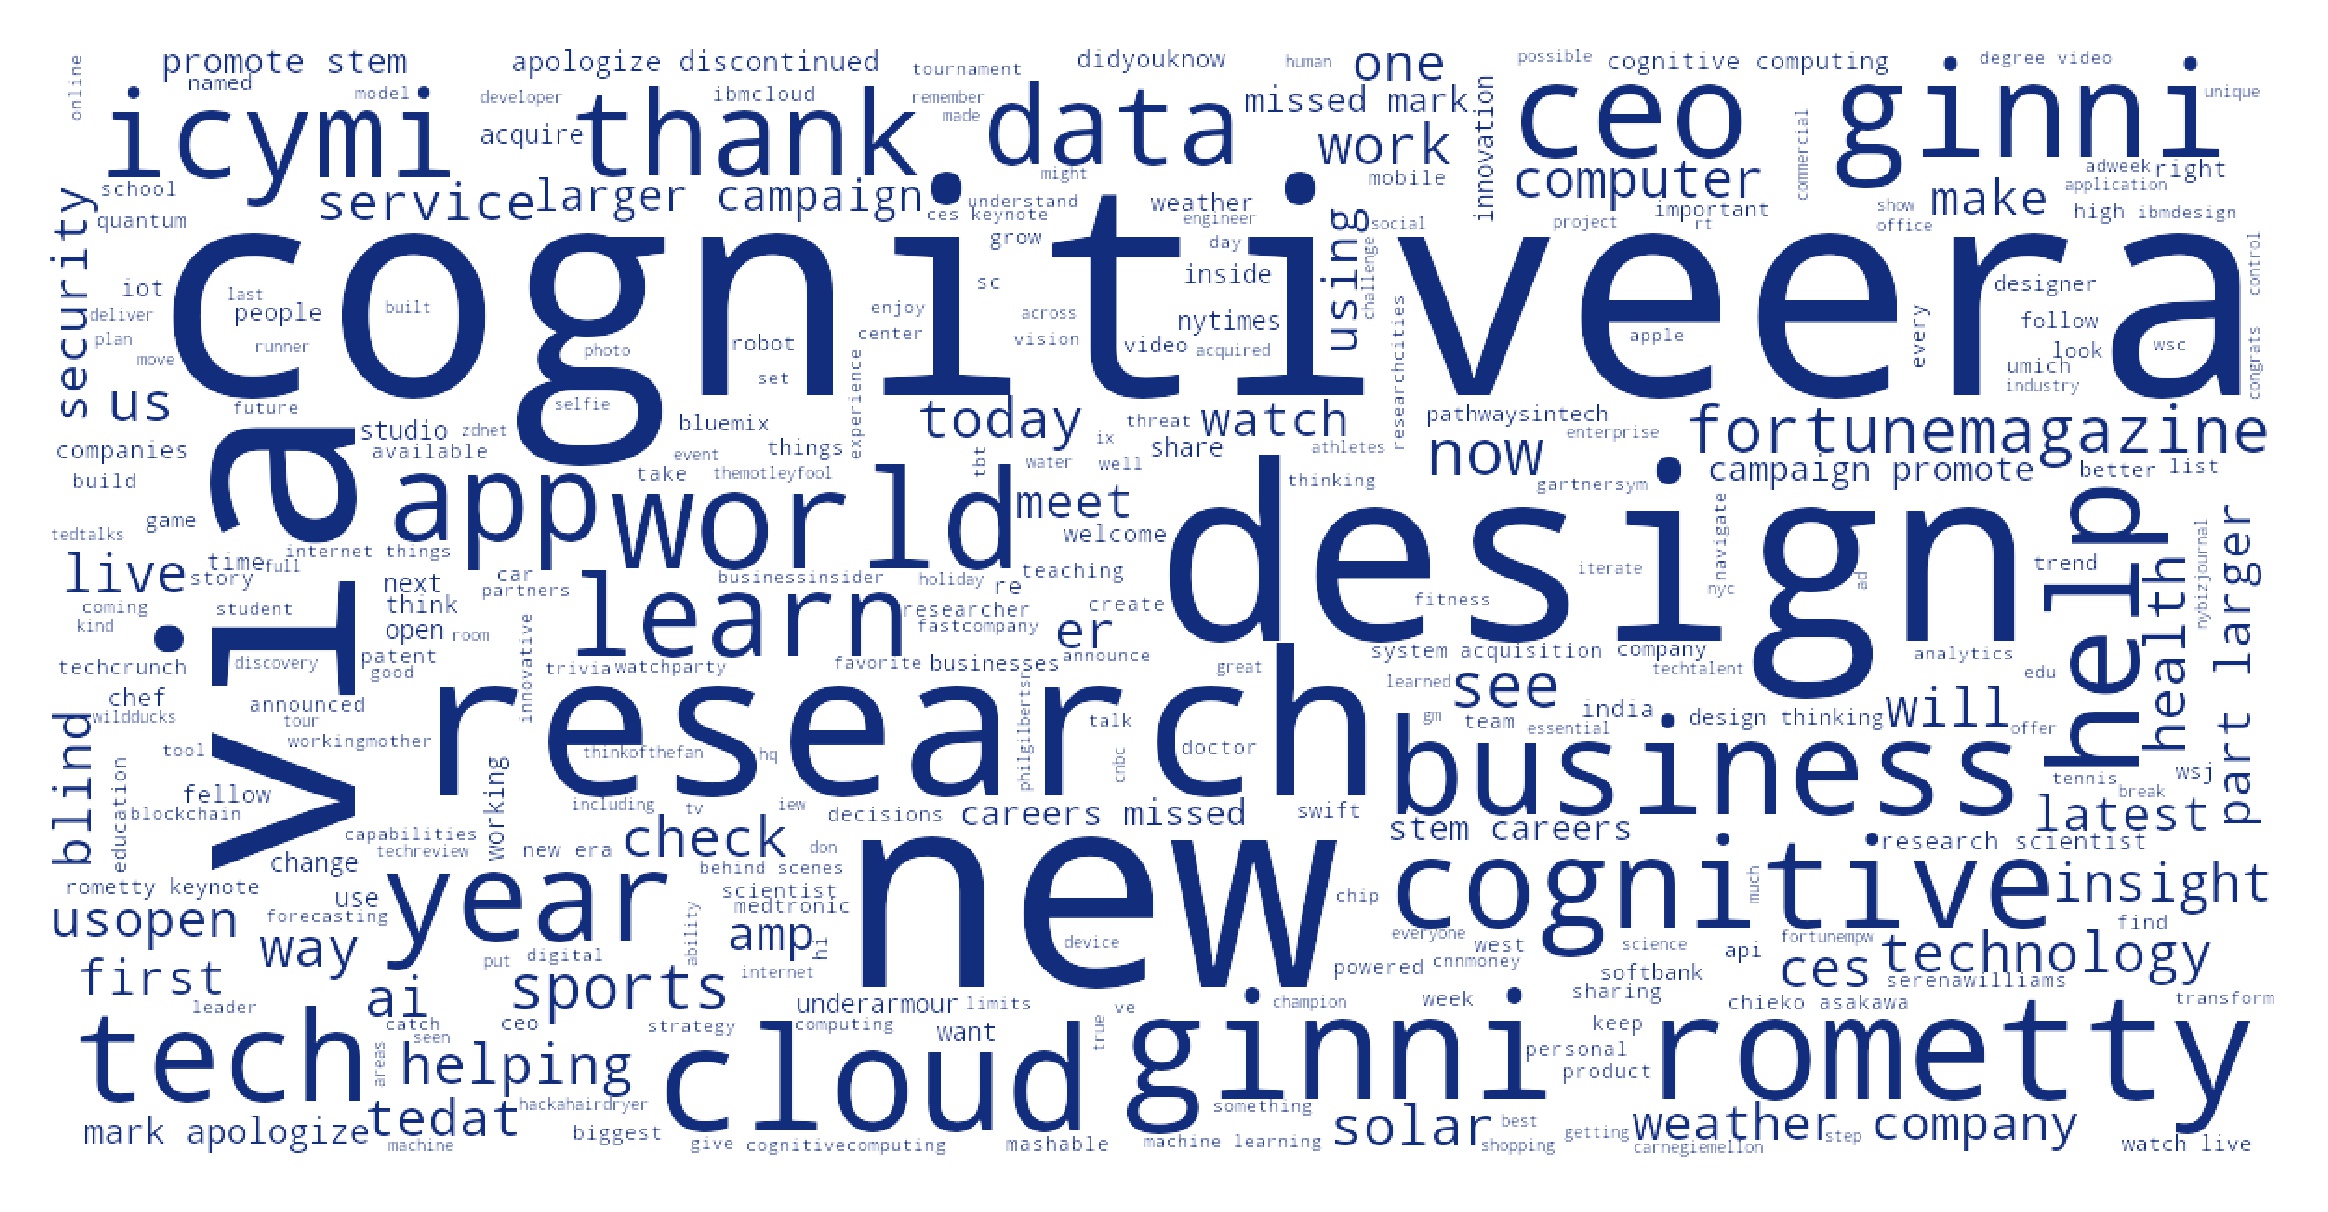 online
promote stem
named
model
apologize discontinued
developer
ibmcloud
tournament
remember
made
didyouknow
human
one
possible
cognitive computing
degree video
unique
icymi
acquire
thank
data
missed mark
work
innovation
ceo
ginni
commercial
computer
adweek
right
application
make
mobile
might
school
quantum
service
larger campaign
ces keynote
understand
weather
engineer
social
project
important
rt
show
office
high
ibmdesign
security
cognitiveera
grow
day
inside
using
challenge
sc
iot
last
people
built
deliver
plan
move
runner
photo
robot
set
enjoy
center
across
vision
nytimes
video
acquired
researchcities
apple
every
designer
follow
look
umich
industry
wsc
control
congrats
us
future
selfie
experience
via
studio
zdnet
available
bluemix
things
event
today
threat
watch
ix
share
athletes
pathwaysintech
enterprise
now
fortunemagazine
campaign promote
better
list
companies
build
game
tedtalks
app
take
themotleyfool
tbt
water
well
world
meet
welcome
thinking
gartnersym
design
navigate
nyc
iterate
fitness
ad
help
trend
health
nybizjournal
part larger
live
time
full
story
internet things
coming
kind
student
next
think
open
room
car
partners
learn
businessinsider
holiday
re
teaching
researcher
create
fastcompany
er
techcrunch
discovery
patent
good
innovative
trivia
watchparty
favorite
businesses
announce
great
system acquisition
company
techtalent
analytics
edu
chef
wildducks
announced
tour
workingmother
tool
research
thinkofthefan
hq
philgilbertsn
talk
cnbc
doctor
learned
see
gm
team
essential
india
design thinking
will
offer
business
blind
education
fellow
blockchain
working
including
tv
iew
decisions
careers missed
swift
stem careers
tennis
break
wsj
latest
capabilities
techreview
change
new era
check
don
behind scenes
new
cognitive
much
research scientist
insight
rometty keynote
use
forecasting
year
scientist
medtronic
amp
h1
ability
chip
usopen
way
put
digital
internet
device
everyone
west
science
api
fortunempw
find
technology
first
leader
ai
sports
powered
cnnmoney
softbank
ces
serenawilliams
underarmour
limits
ve
champion
week
sharing
chieko asakawa
transform
tech
catch
seen
ceo
strategy
computing
want
true
keep
personal
product
areas
helping
cloud
ginni
rometty
mark apologize
tedat
machine
hackahairdryer
biggest
give
cognitivecomputing
mashable
something
machine learning
solar
best
shopping
getting
weather company
step
carnegiemellon
watch live